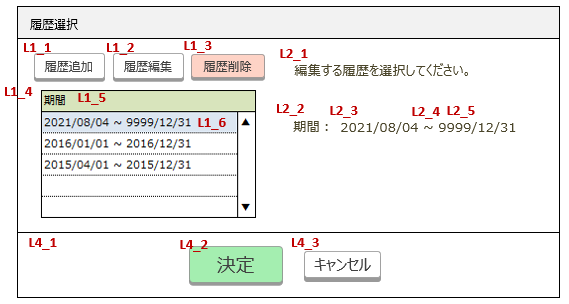 履歴選択
L1_1 L1_2 L1_3 L2_1
履歴追加 履歴編集 履歴削除 編集する履歴を選択してください。
L1_4 期間 L1_5
L2_2 L2_3 L2_4 L2_5
2021/08/04 ~ 9999/12/31 L1_6 ▲
期間： 2021/08/04 ~ 9999/12/31
2016/01/01 ~ 2016/12/31
2015/04/01 ~ 2015/12/31
▼
L4_1 L4_2 L4_3
決定 キャンセル